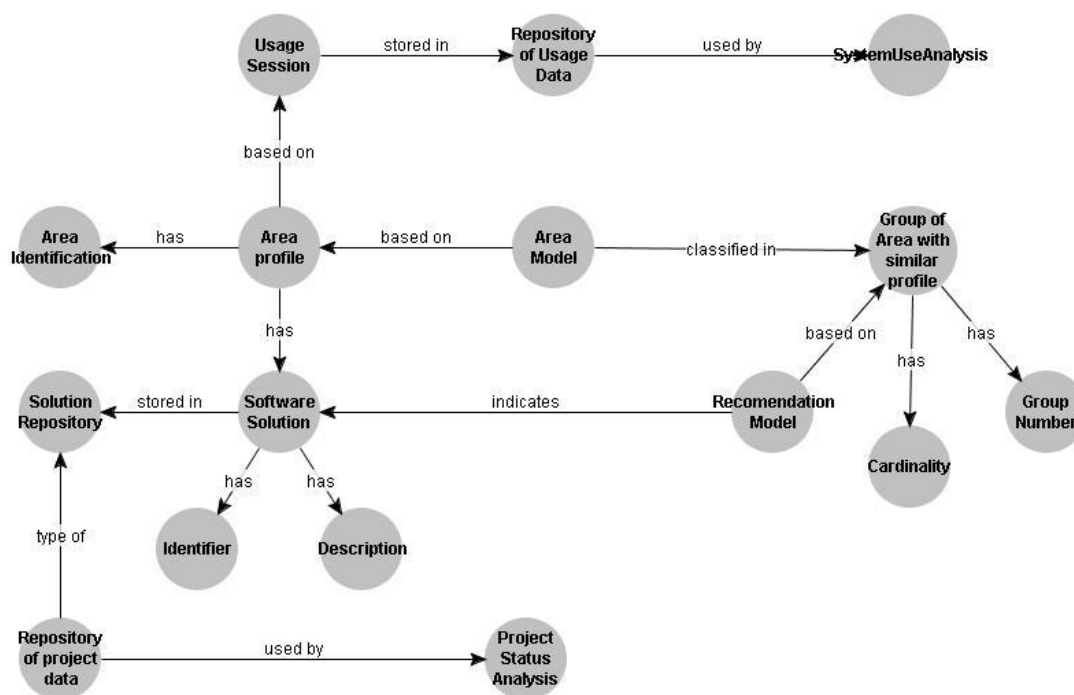 Usage
Session
stored in
Repository
of Usage
Data
used by
SystemUseAnalysis
based on
Area
Identification
has
Area
profile
based on
Area
Model
classified in
Group of
Area with
similar
profile
has
based on
has
has
Solution
Repository
stored in
Software
Solution
indicates
Recomendation
Model
Group
Number
Cardinality
has
has
type of
Identifier
Description
Repository
of project
data
used by
Project
Status
Analysis